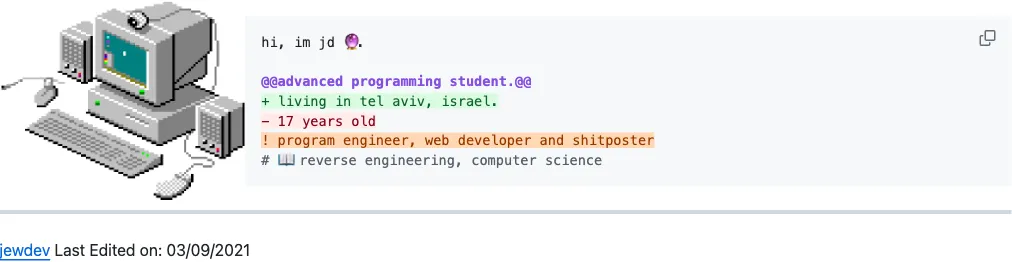 hi, im jd 🔮.
@@advanced programming student.@@
+ living in tel aviv, israel.
- 17 years old
! program engineer, web developer and shitposter
# 📖 reverse engineering, computer science
jewdev Last Edited on: 03/09/2021